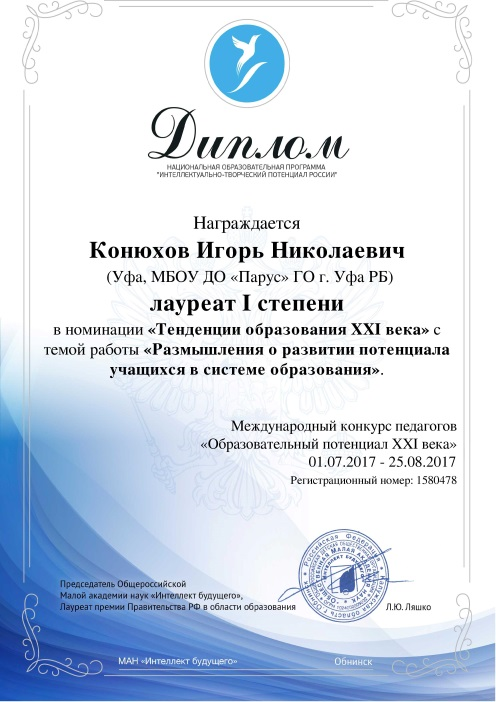 Диплом
НАЦИОНАЛЬНАЯ ОБРАЗОВАТЕЛЬНАЯ ПРОГРАММА
"ИНТЕЛЛЕКТУАЛЬНО-ТВОРЧЕСКИЙ ПОТЕНЦИАЛ РОССИИ"
Награждается
Конюхов Игорь Николаевич
(Уфа, МБОУ ДО «Парус» ГО г. Уфа РБ)
лауреат I степени
в номинации «Тенденции образования XXI века» с
темой работы «Размышления о развитии потенциала
учащихся в системе образования».
Международный конкурс педагогов
«Образовательный потенциал XXI века»
01.07.2017 - 25.08.2017
Регистрационный номер: 1580478
Председатель Общероссийской
Малой академии наук "Интеллект будущего",
Лауреат премии Правительства РФ в области образования
Л.Ю. Ляшко
МАН «Интеллект будущего»
Обнинск